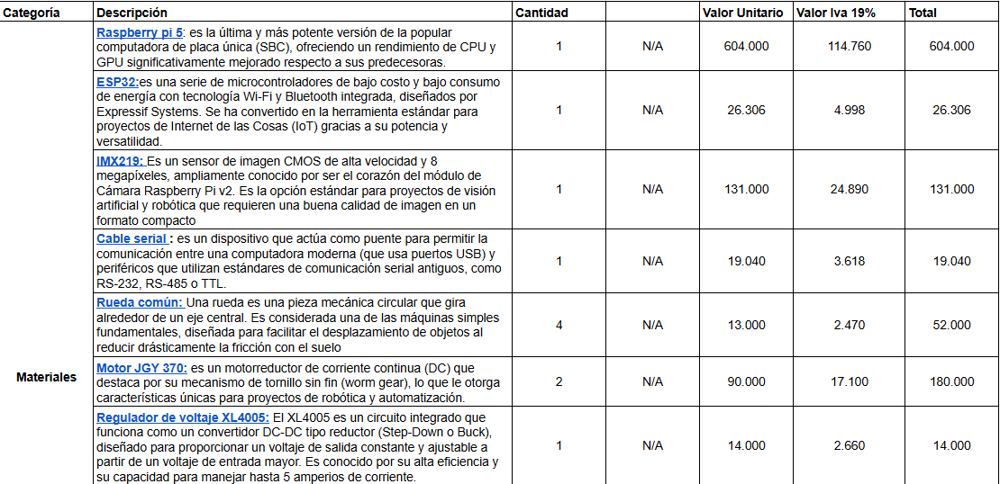 Categoría Descripción Cantidad Valor Unitario Valor Iva 19% Total
Materiales
Raspberry pi 5: es la última y más potente versión de la popular
computadora de placa única (SBC), ofreciendo un rendimiento de CPU y
GPU significativamente mejorado respecto a sus predecesoras.
1 N/A 604.000 114.760 604.000
ESP32:es una serie de microcontroladores de bajo costo y bajo consumo
de energía con tecnología Wi-Fi y Bluetooth integrada, diseñados por
Expressif Systems. Se ha convertido en la herramienta estándar para
proyectos de Internet de las Cosas (IoT) gracias a su potencia y
versatilidad.
1 N/A 26.306 4.998 26.306
IMX219: Es un sensor de imagen CMOS de alta velocidad y 8
megapíxeles, ampliamente conocido por ser el corazón del módulo de
Cámara Raspberry Pi v2. Es la opción estándar para proyectos de visión
artificial y robótica que requieren una buena calidad de imagen en un
formato compacto
1 N/A 131.000 24.890 131.000
Cable serial : es un dispositivo que actúa como puente para permitir la
comunicación entre una computadora moderna (que usa puertos USB) y
periféricos que utilizan estándares de comunicación serial antiguos, como
RS-232, RS-485 o TTL.
1 N/A 19.040 3.618 19.040
Rueda común: Una rueda es una pieza mecánica circular que gira
alrededor de un eje central. Es considerada una de las máquinas simples
fundamentales, diseñada para facilitar el desplazamiento de objetos al
reducir drásticamente la fricción con el suelo
4 N/A 13.000 2.470 52.000
Motor JGY 370: es un motorreductor de corriente continua (DC) que
destaca por su mecanismo de tornillo sin fin (worm gear), lo que le otorga
características únicas para proyectos de robótica y automatización.
2 N/A 90.000 17.100 180.000
Regulador de voltaje XL4005: El XL4005 es un circuito integrado que
funciona como un convertidor DC-DC tipo reductor (Step-Down o Buck),
diseñado para proporcionar un voltaje de salida constante y ajustable a
partir de un voltaje de entrada mayor. Es conocido por su alta eficiencia y
su capacidad para manejar hasta 5 amperios de corriente.
1 N/A 14.000 2.660 14.000